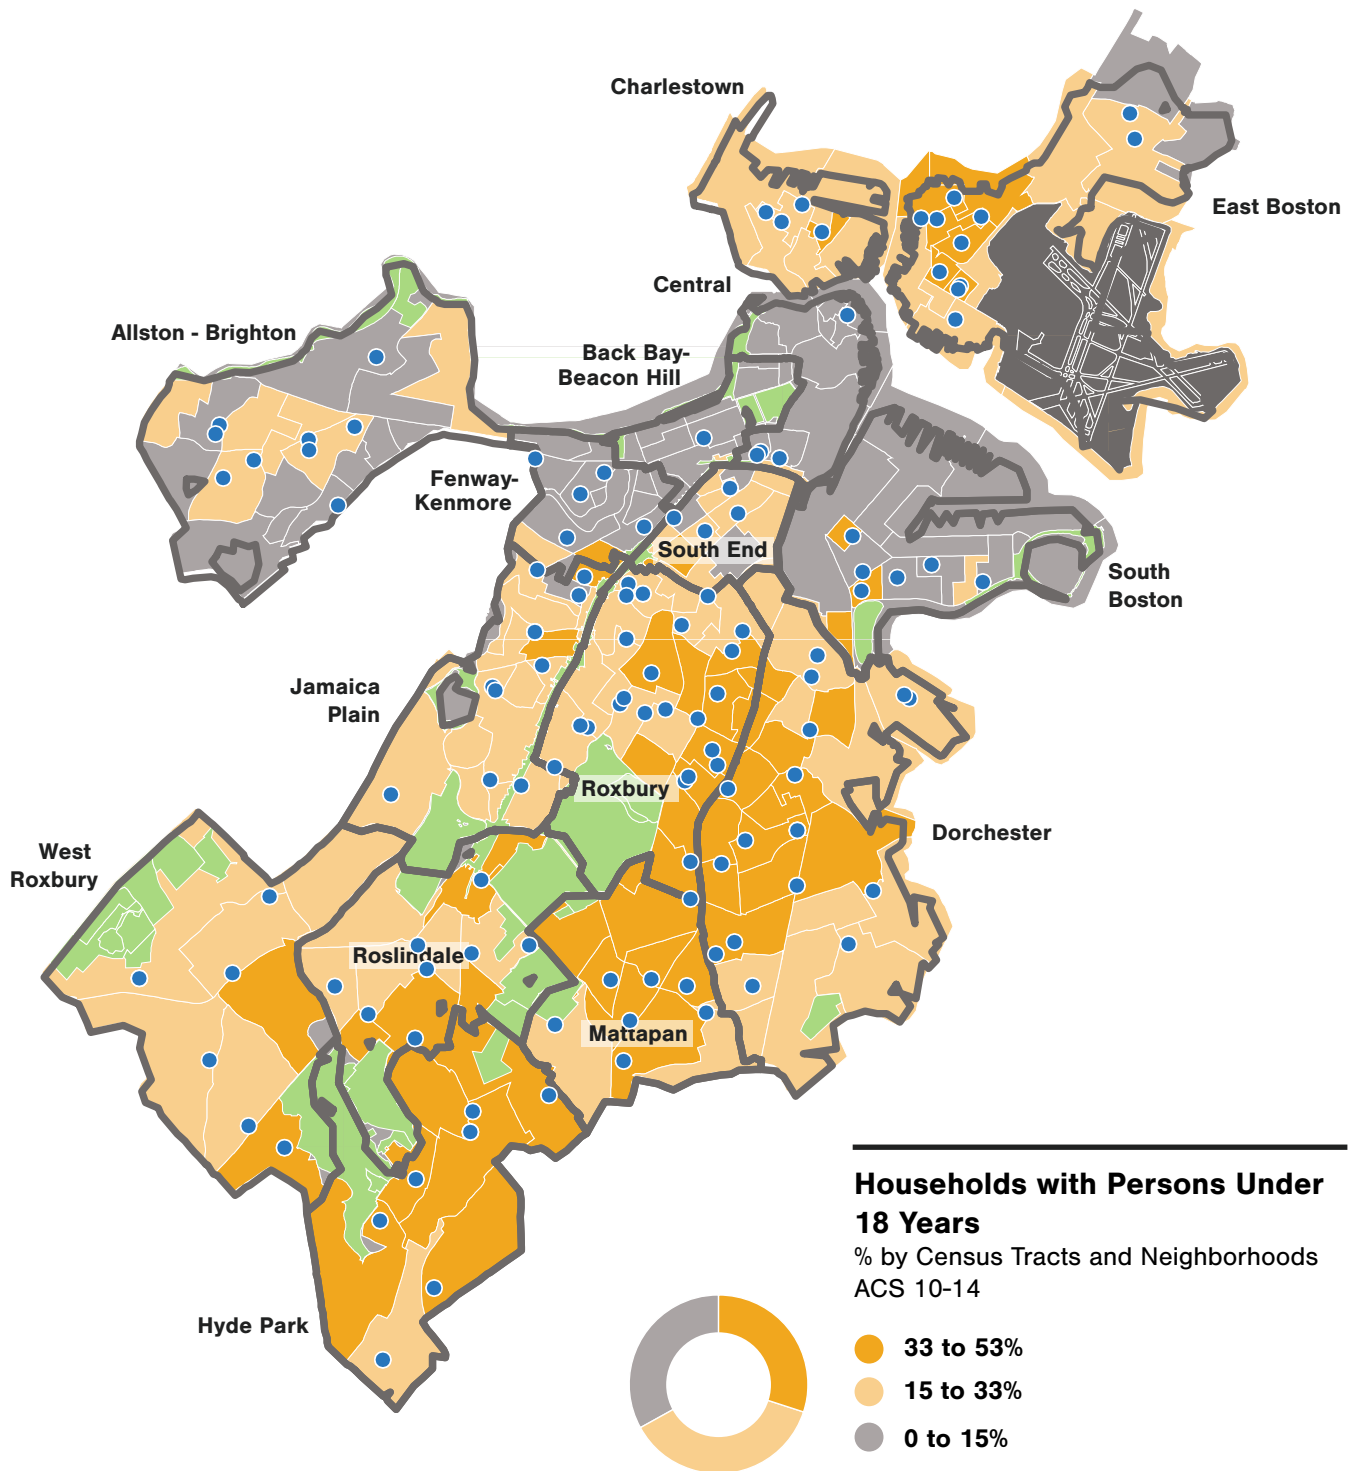 Charlestown
East Boston
Central
Allston - Brighton
Back Bay-
Beacon Hill
Fenway-
Kenmore
South End
South
Boston
Jamaica
Plain
Roxbury
Dorchester
West
Roxbury
Roslindale
Mattapan
Hyde Park
Households with Persons Under
18 Years
% by Census Tracts and Neighborhoods
ACS 10-14
33 to 53%
15 to 33%
0 to 15%